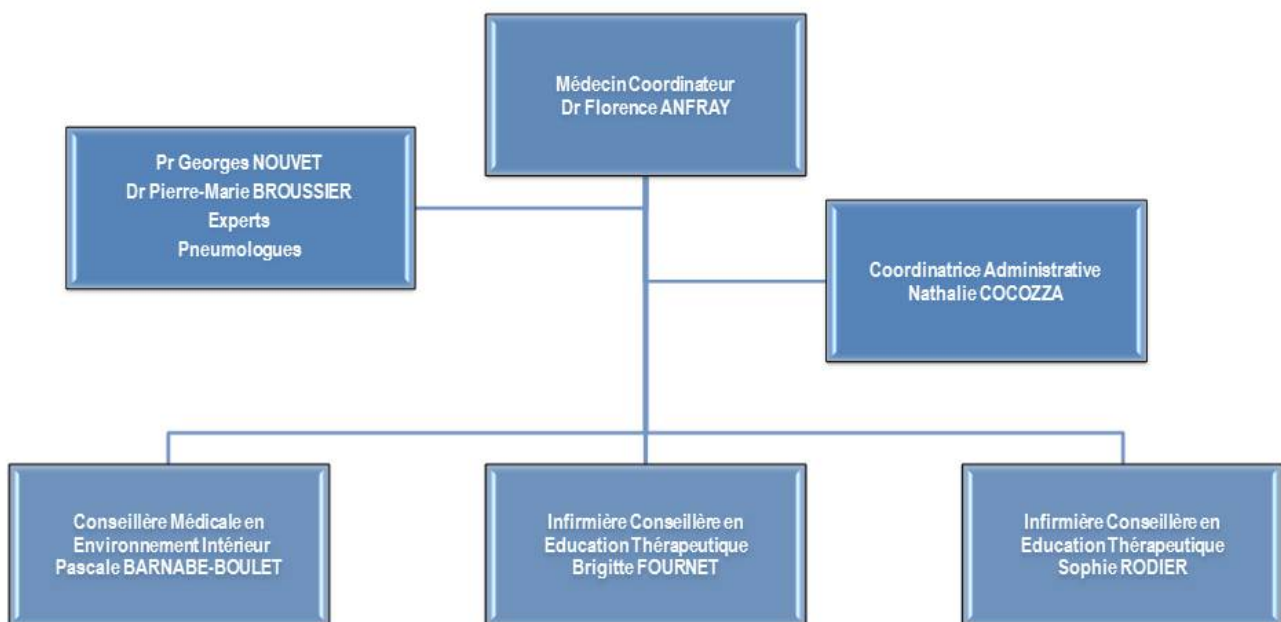 Médecin Coordinateur
Dr Florence ANFRAY
Pr Georges NOUVET
Dr Pierre-Marie BROUSSIER
Experts
Pneumologues
Coordinatrice Administrative
Nathalie COCOZZA
Conseillère Médicale en
Environnement Intérieur
Pascale BARNABE-BOULET
Infirmière Conseillère en
Education Thérapeutique
Brigitte FOURNET
Infirmière Conseillère en
Education Thérapeutique
Sophie RODIER